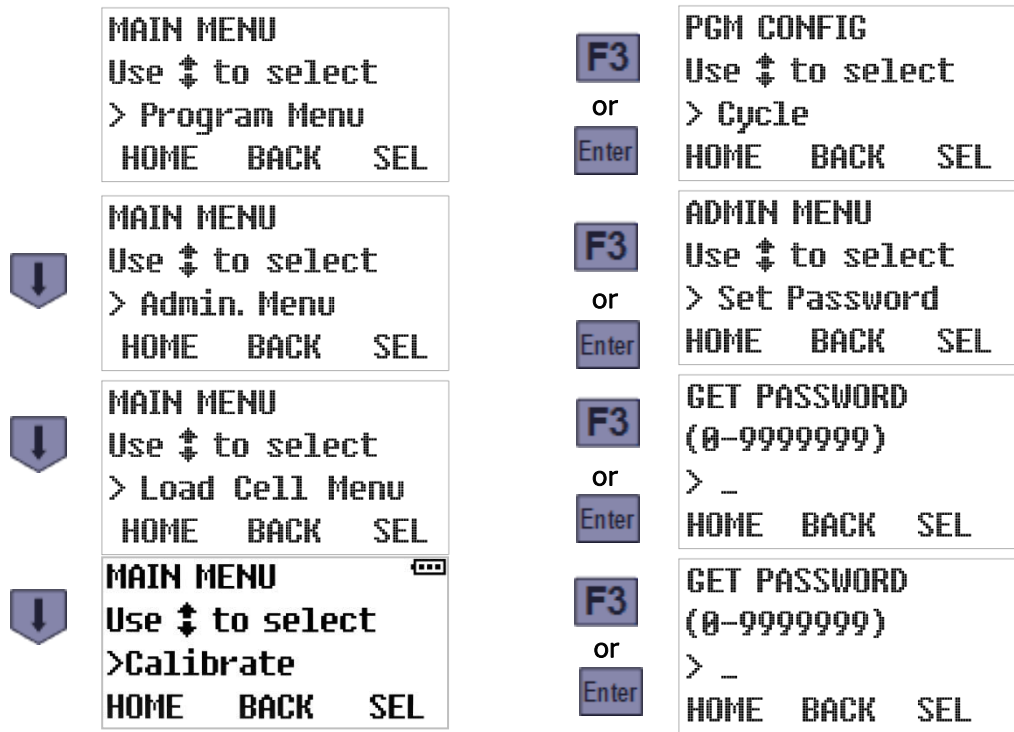 MAIN MENU
Use ↕ to select
> Program Menu
HOME BACK SEL
F3
or
Enter
PGM CONFIG
Use ↕ to select
> Cycle
HOME BACK SEL
MAIN MENU
Use ↕ to select
> Admin. Menu
HOME BACK SEL
F3
or
Enter
ADMIN MENU
Use ↕ to select
> Set Password
HOME BACK SEL
MAIN MENU
Use ↕ to select
> Load Cell Menu
HOME BACK SEL
F3
or
Enter
GET PASSWORD
(0-9999999)
> _
HOME BACK SEL
MAIN MENU
Use ↕ to select
>Calibrate
HOME BACK SEL
F3
or
Enter
GET PASSWORD
(0-9999999)
> _
HOME BACK SEL